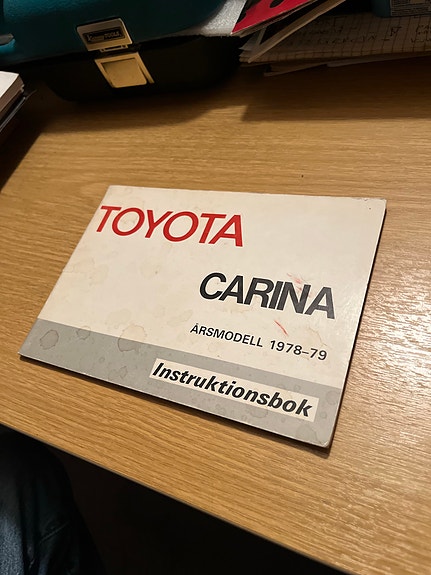 TOYOTA
CARINA
ÅRSMODELL 1978-79
Instruktionsbok